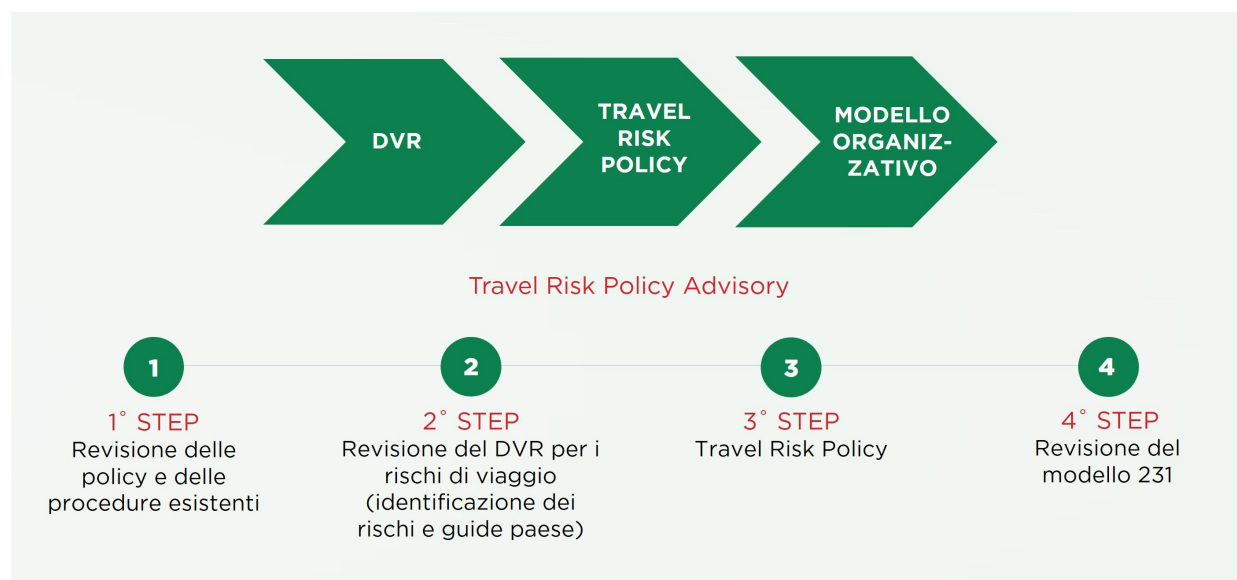 DVR
TRAVEL
RISK
POLICY
MODELLO
ORGANIZ-
ZATIVO
Travel Risk Policy Advisory
1
1° STEP
Revisione delle
policy e delle
procedure esistenti
2
2° STEP
Revisione del DVR per i
rischi di viaggio
(identificazione dei
rischi e guide paese)
3
3° STEP
Travel Risk Policy
4
4° STEP
Revisione del
modello 231